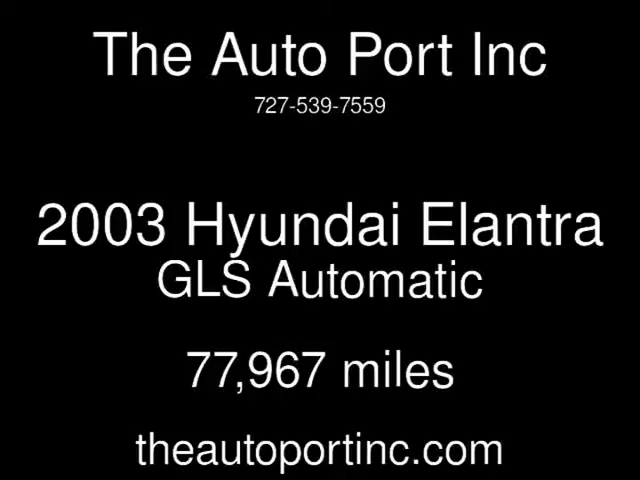 The Auto Port Inc
727-539-7559
2003 Hyundai Elantra
GLS Automatic
77,967 miles
theautoportinc.com